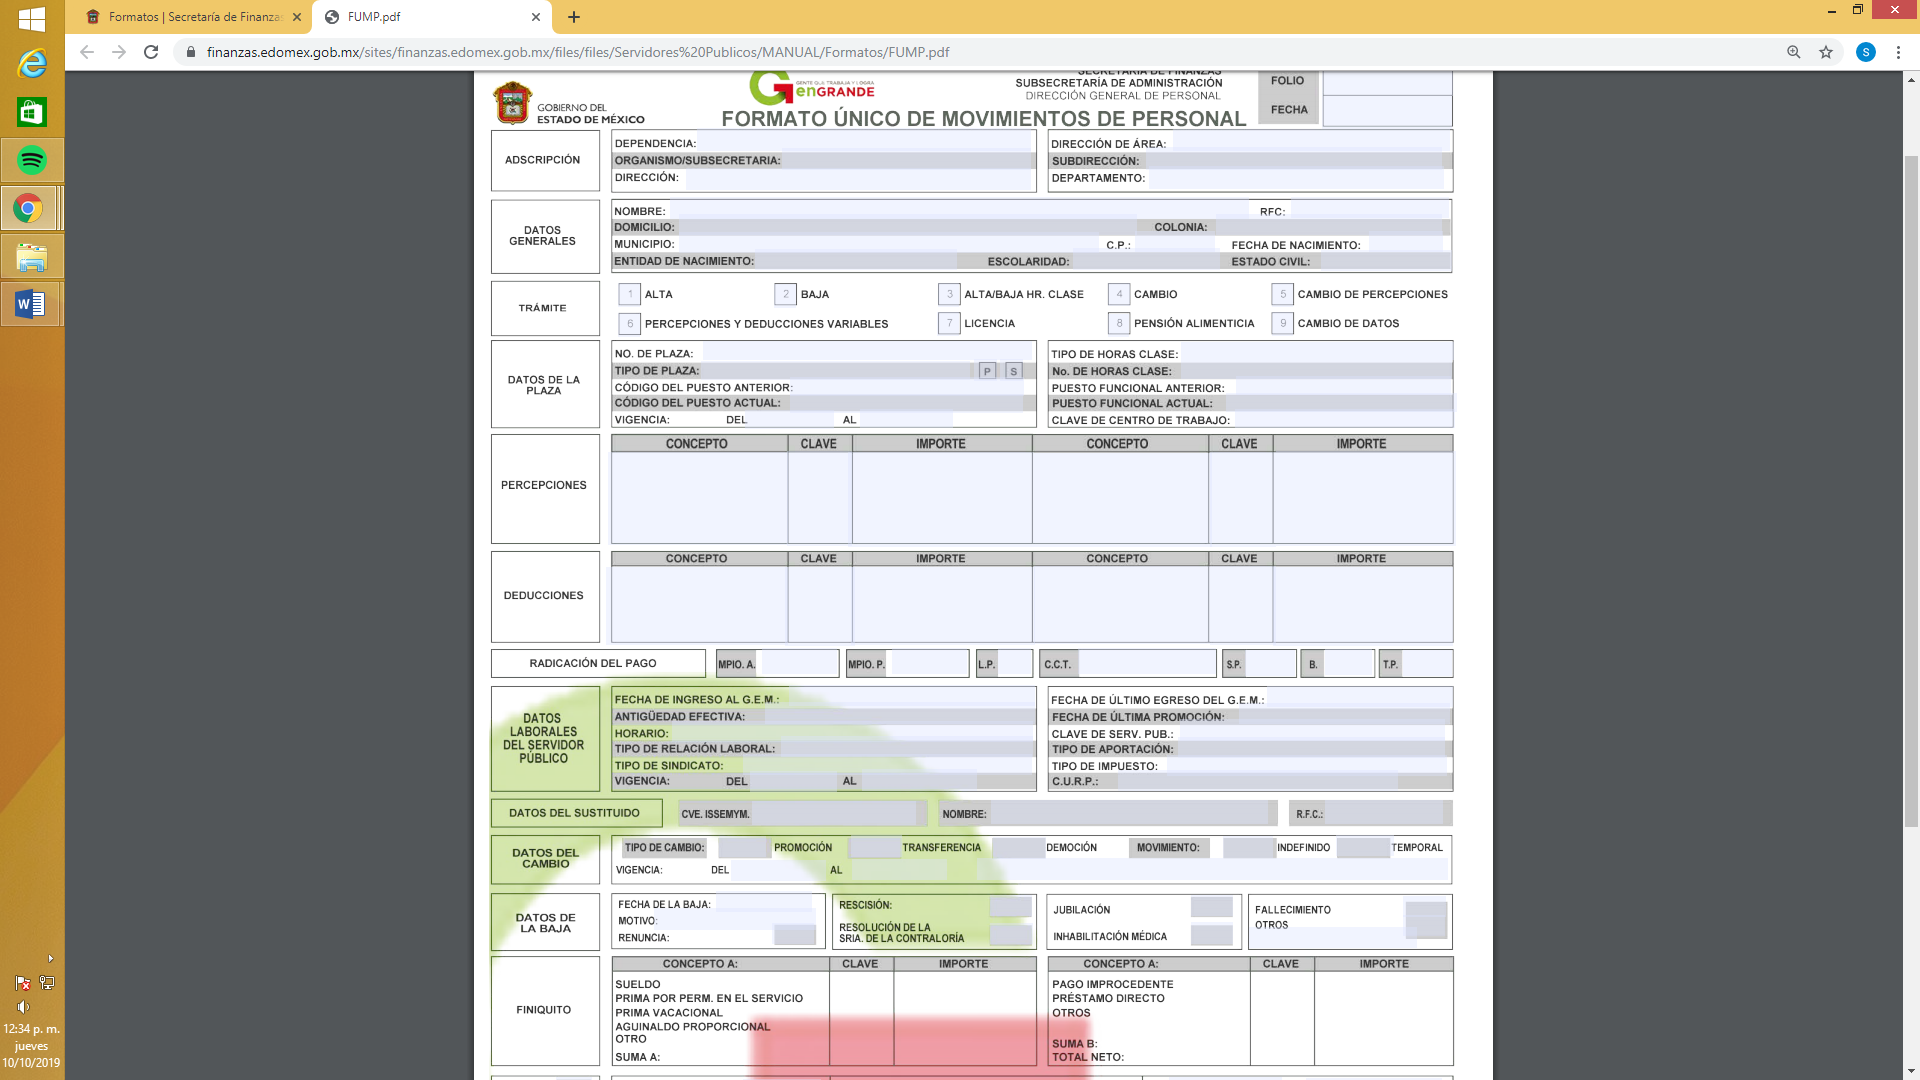 Formatos | Secretaría de Finanzas
FUMP.pdf
finanzas.edomex.gob.mx/sites/finanzas.edomex.gob.mx/files/files/Servidores%20Publicos/MANUAL/Formatos/FUMP.pdf
S
GOBIERNO DEL
ESTADO DE MÉXICO
GENTE QUE TRABAJA Y LOGRA
enGRANDE
SECRETARÍA DE FINANZAS
SUBSECRETARÍA DE ADMINISTRACIÓN
DIRECCIÓN GENERAL DE PERSONAL
FOLIO
FECHA
FORMATO ÚNICO DE MOVIMIENTOS DE PERSONAL
ADSCRIPCIÓN
DEPENDENCIA:
ORGANISMO/SUBSECRETARIA:
DIRECCIÓN:
DIRECCIÓN DE ÁREA:
SUBDIRECCIÓN:
DEPARTAMENTO:
DATOS
GENERALES
NOMBRE: RFC:
DOMICILIO: COLONIA:
MUNICIPIO: C.P.: FECHA DE NACIMIENTO:
ENTIDAD DE NACIMIENTO: ESCOLARIDAD: ESTADO CIVIL:
TRÁMITE
1 ALTA 2 BAJA 3 ALTA/BAJA HR. CLASE 4 CAMBIO 5 CAMBIO DE PERCEPCIONES
6 PERCEPCIONES Y DEDUCCIONES VARIABLES 7 LICENCIA 8 PENSIÓN ALIMENTICIA 9 CAMBIO DE DATOS
DATOS DE LA
PLAZA
NO. DE PLAZA:
TIPO DE PLAZA: P S
CÓDIGO DEL PUESTO ANTERIOR:
CÓDIGO DEL PUESTO ACTUAL:
VIGENCIA: DEL AL
TIPO DE HORAS CLASE:
No. DE HORAS CLASE:
PUESTO FUNCIONAL ANTERIOR:
PUESTO FUNCIONAL ACTUAL:
CLAVE DE CENTRO DE TRABAJO:
PERCEPCIONES
CONCEPTO CLAVE IMPORTE CONCEPTO CLAVE IMPORTE
DEDUCCIONES
CONCEPTO CLAVE IMPORTE CONCEPTO CLAVE IMPORTE
RADICACIÓN DEL PAGO MPIO. A. MPIO. P. L.P. C.C.T. S.P. B. T.P.
DATOS
LABORALES
DEL SERVIDOR
PÚBLICO
FECHA DE INGRESO AL G.E.M.:
ANTIGÜEDAD EFECTIVA:
HORARIO:
TIPO DE RELACIÓN LABORAL:
TIPO DE SINDICATO:
VIGENCIA: DEL AL
FECHA DE ÚLTIMO EGRESO DEL G.E.M.:
FECHA DE ÚLTIMA PROMOCIÓN:
CLAVE DE SERV. PUB.:
TIPO DE APORTACIÓN:
TIPO DE IMPUESTO:
C.U.R.P.:
DATOS DEL SUSTITUIDO CVE. ISSEMYM. NOMBRE: R.F.C.:
DATOS DEL
CAMBIO
TIPO DE CAMBIO: PROMOCIÓN TRANSFERENCIA DEMOCIÓN MOVIMIENTO: INDEFINIDO TEMPORAL
VIGENCIA: DEL AL
DATOS DE
LA BAJA
FECHA DE LA BAJA:
MOTIVO:
RENUNCIA:
RESCISIÓN:
RESOLUCIÓN DE LA
SRIA. DE LA CONTRALORÍA
JUBILACIÓN
INHABILITACIÓN MÉDICA
FALLECIMIENTO
OTROS
FINIQUITO
CONCEPTO A: CLAVE IMPORTE
SUELDO
PRIMA POR PERM. EN EL SERVICIO
PRIMA VACACIONAL
AGUINALDO PROPORCIONAL
OTRO
SUMA A:
CONCEPTO A: CLAVE IMPORTE
PAGO IMPROCEDENTE
PRÉSTAMO DIRECTO
OTROS
SUMA B:
TOTAL NETO:
12:34 p. m.
jueves
10/10/2019